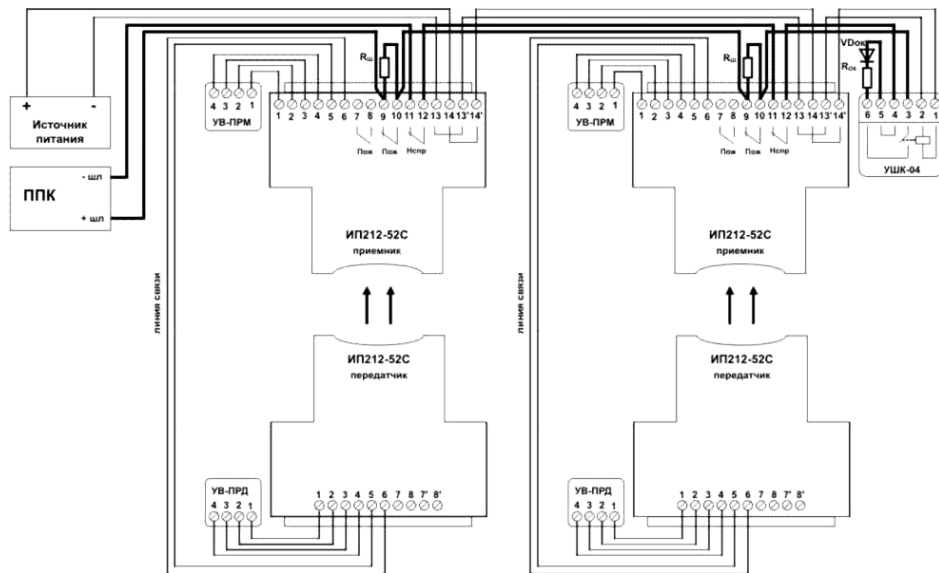 VDок
Rш
Rш
Rок
4 3 2 1
УВ-ПРМ
1 2 3 4 5 6 7 8 9 10 11 12 13 14 13' 14'
4 3 2 1
УВ-ПРМ
1 2 3 4 5 6 7 8 9 10 11 12 13 14 13' 14'
6 5 4 3 2 1
УШК-04
+ -
Источник
питания
Пож Пож Нспр
Пож Пож Нспр
ППК
- шл
+ шл
ИП212-52С
приемник
ИП212-52С
приемник
линия связи
линия связи
ИП212-52С
передатчик
ИП212-52С
передатчик
УВ-ПРД
4 3 2 1
1 2 3 4 5 6 7 8 7' 8'
УВ-ПРД
4 3 2 1
1 2 3 4 5 6 7 8 7' 8'